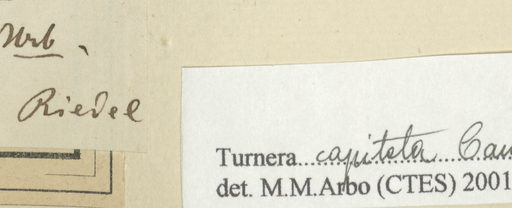 Urb.
Riedel
Turnera capitata Cam
det. M.M.Arbo (CTES) 2001